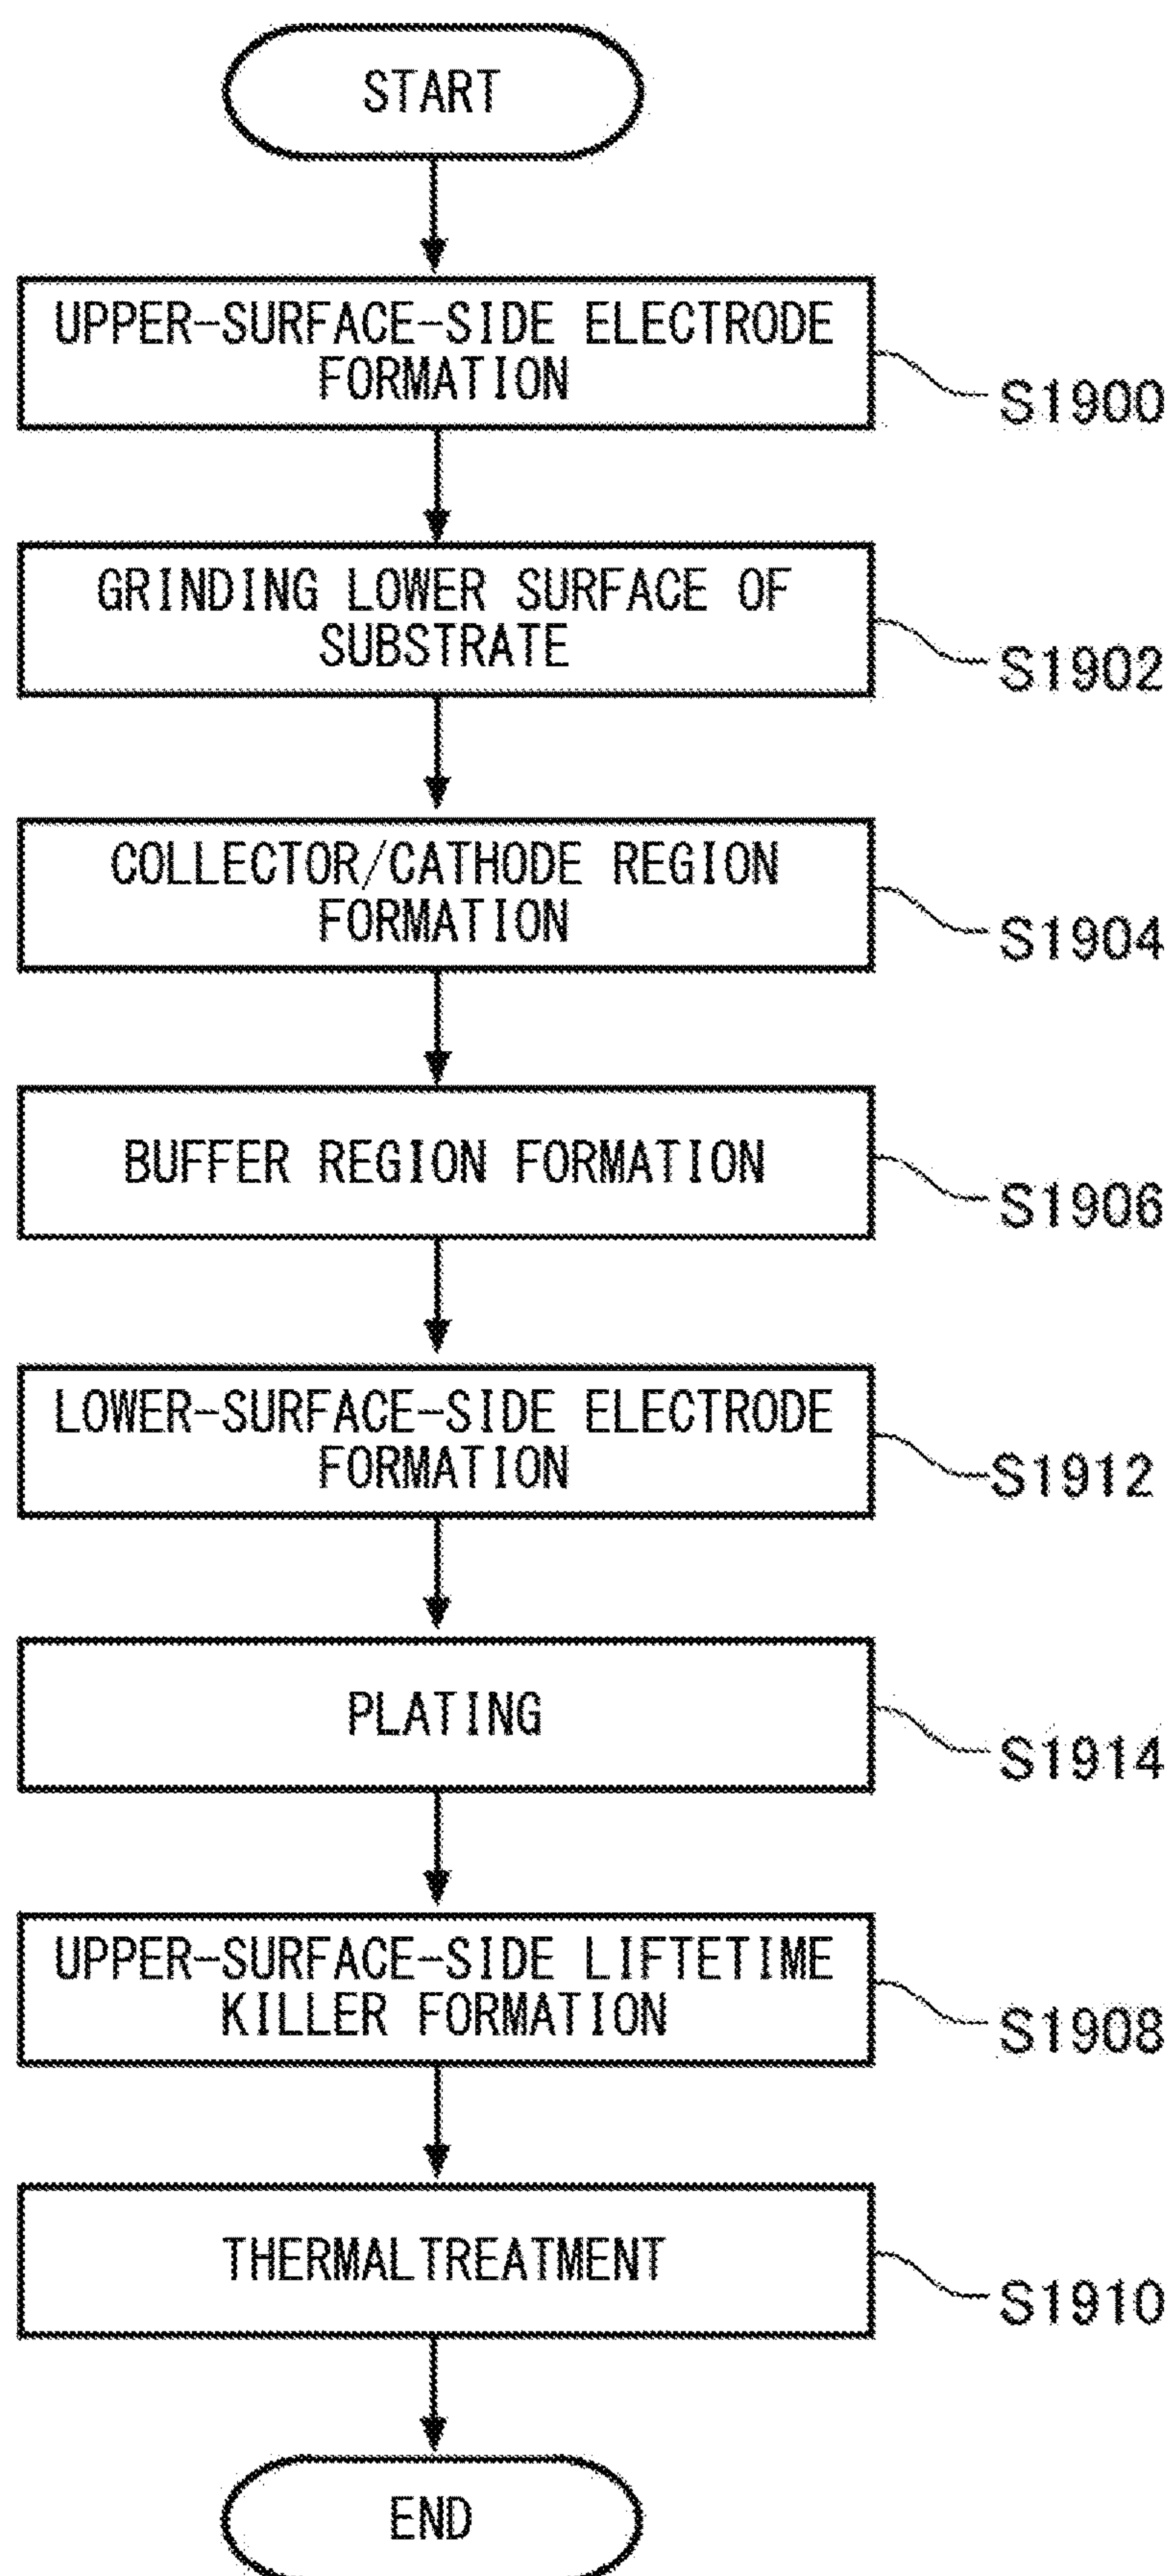 START
UPPER-SURFACE-SIDE ELECTRODE
FORMATION
S1900
GRINDING LOWER SURFACE OF
SUBSTRATE
S1902
COLLECTOR/CATHODE REGION
FORMATION
S1904
BUFFER REGION FORMATION
S1906
LOWER-SURFACE-SIDE ELECTRODE
FORMATION
S1912
PLATING
S1914
UPPER-SURFACE-SIDE LIFTETIME
KILLER FORMATION
S1908
THERMALTREATMENT
S1910
END